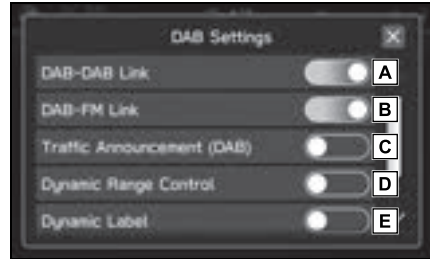 DAB Settings
DAB-DAB Link A
DAB-FM Link B
Traffic Announcement (DAB) C
Dynamic Range Control D
Dynamic Label E